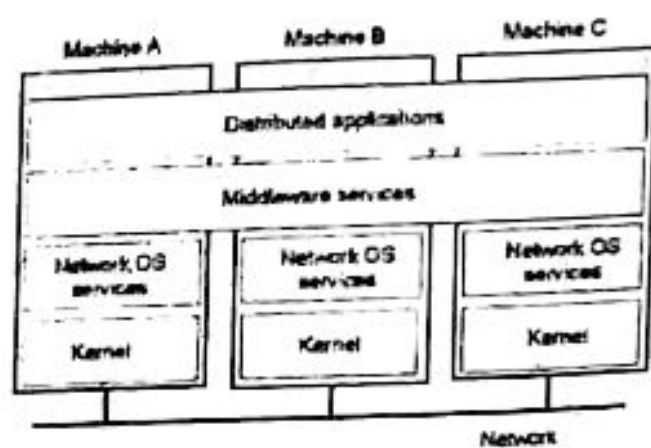 Machine A
Machine B
Machine C
Distributed applications
Middleware services
Network OS
services
Network OS
services
Network OS
services
Kernel
Kernel
Kernel
Network